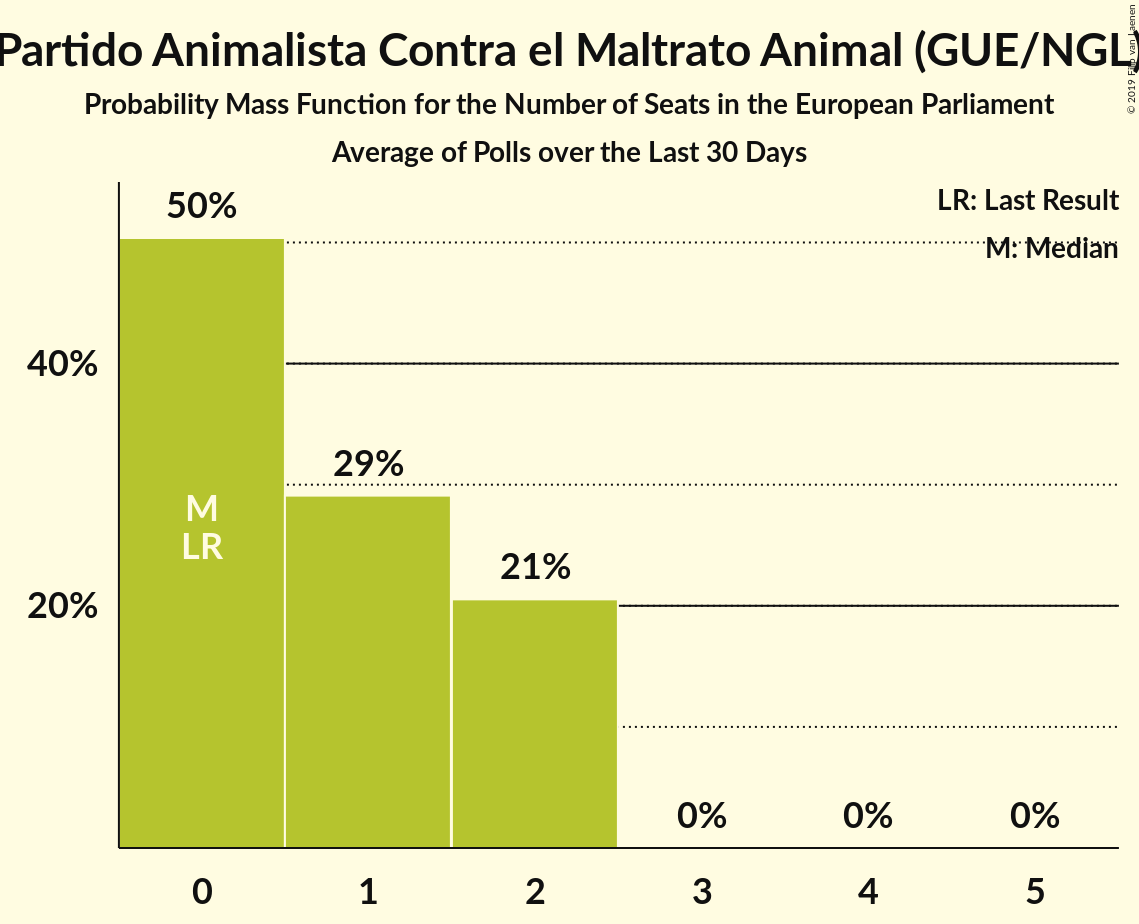 Partido Animalista Contra el Maltrato Animal (GUE/NGL)
Probability Mass Function for the Number of Seats in the European Parliament
Average of Polls over the Last 30 Days
© 2019 Filip van Laenen
LR: Last Result
M: Median
50%
40%
29%
M
LR
21%
20%
0% 0% 0%
0 1 2 3 4 5